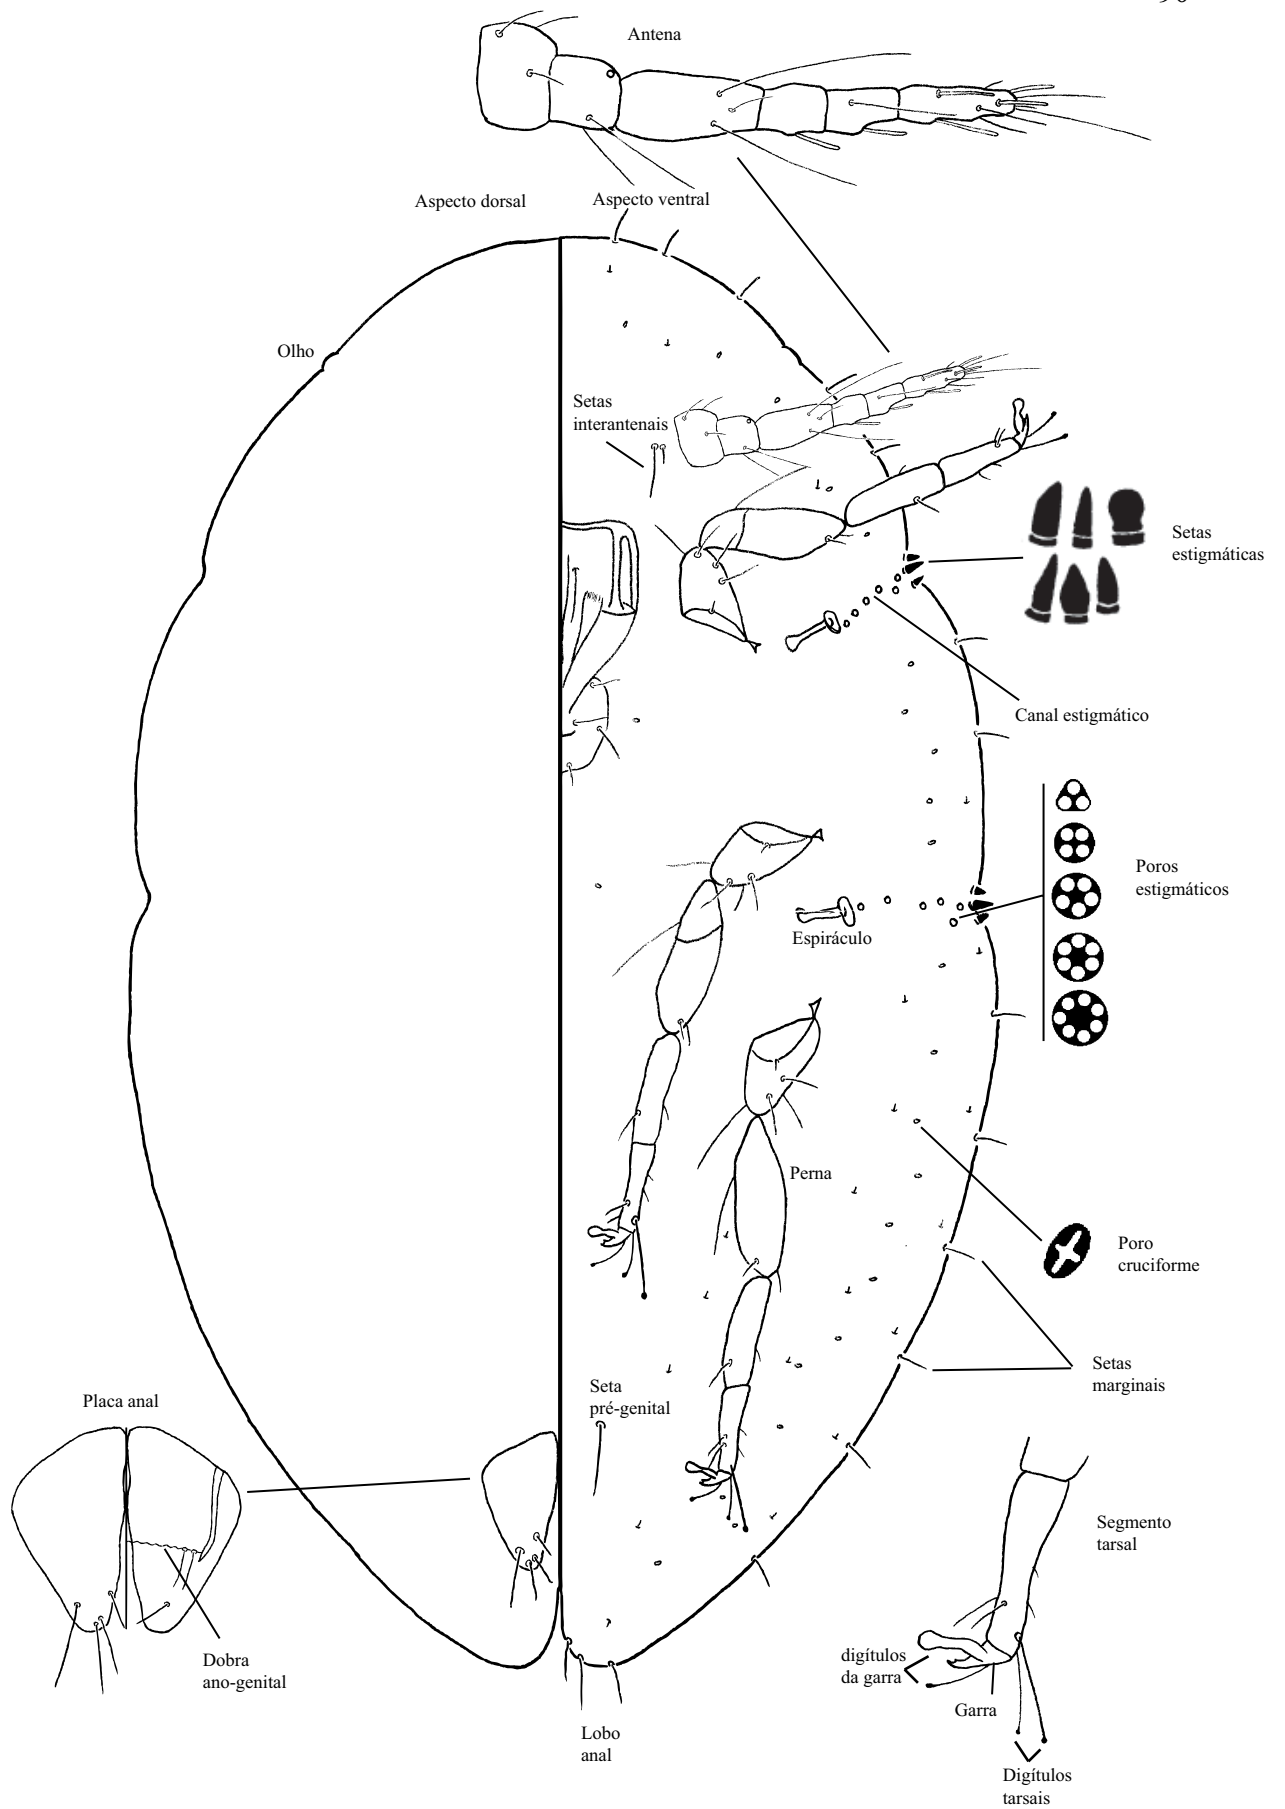 Antena
Aspecto dorsal
Aspecto ventral
Olho
Setas
interantenais
Setas
estigmáticas
Canal estigmático
Poros
estigmáticos
Espiráculo
Perna
Poro
cruciforme
Setas
marginais
Seta
pré-genital
Placa anal
Segmento
tarsal
Dobra
ano-genital
digítulos
da garra
Garra
Lobo
anal
Digítulos
tarsais